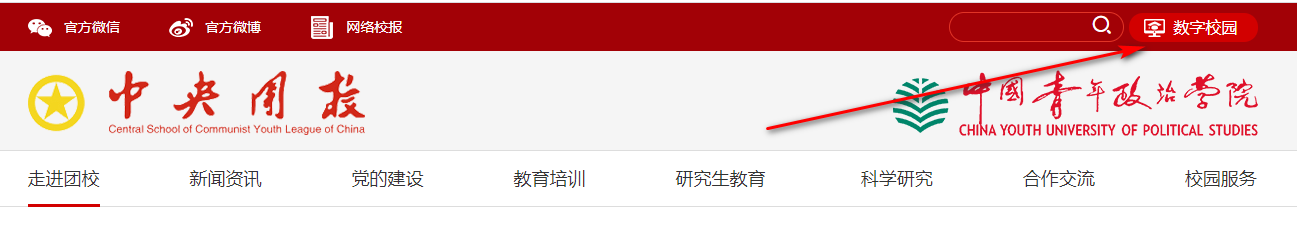 官方微信 官方微博 网络校报 数字校园
中央团校 中国青年政治学院
Central School of Communist Youth League of China CHINA YOUTH UNIVERSITY OF POLITICAL STUDIES
走进团校 新闻资讯 党的建设 教育培训 研究生教育 科学研究 合作交流 校园服务